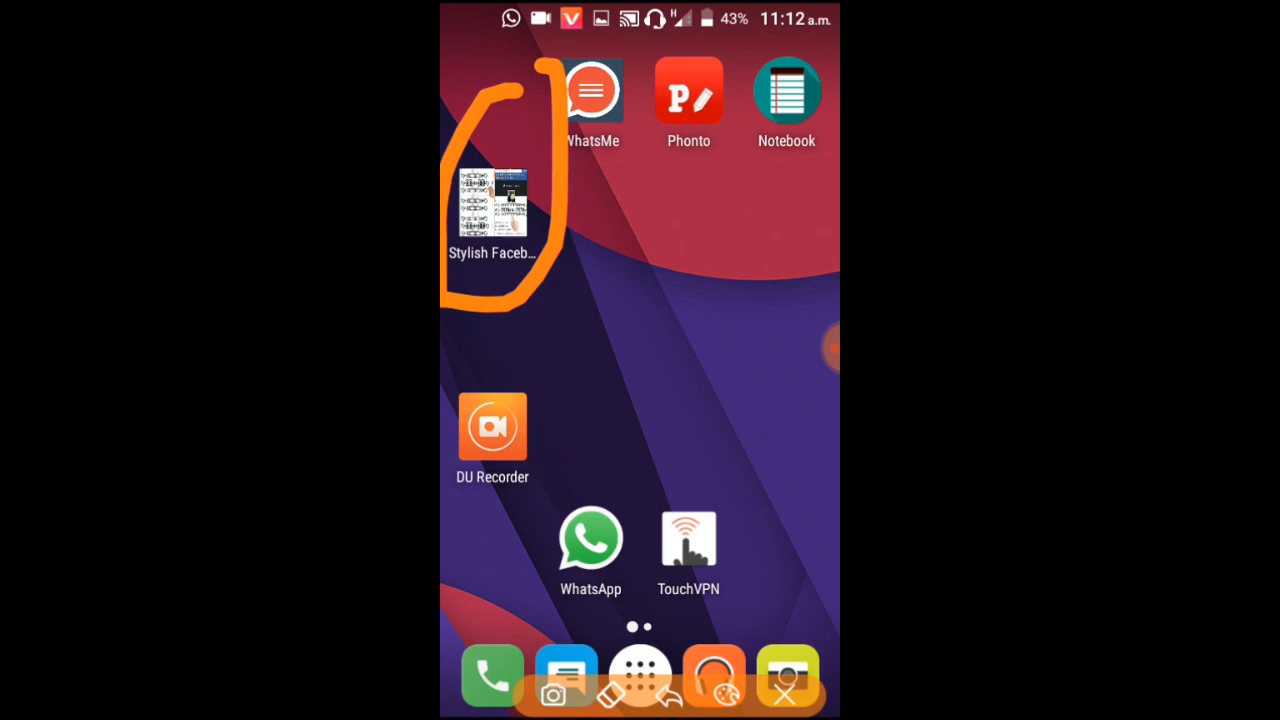 H 43% 11:12 a.m.
WhatsMe Phonto Notebook
Stylish Faceb...
DU Recorder
WhatsApp TouchVPN